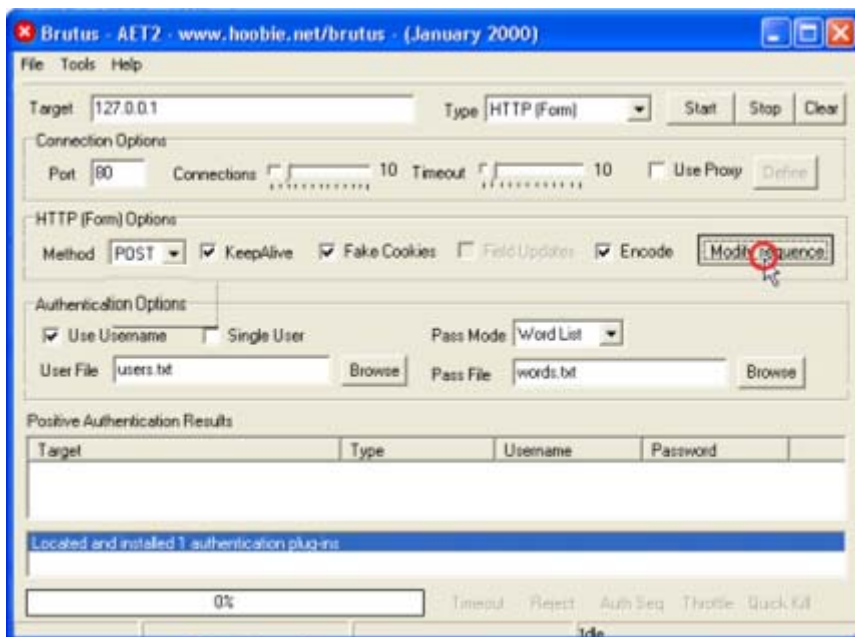 Brutus - AET2 - www.hoobie.net/brutus - (January 2000)
File Tools Help
Target 127.0.0.1 Type HTTP (Form) Start Stop Clear
Connection Options
Port 80 Connections 10 Timeout 10 Use Proxy Define
HTTP (Form) Options
Method POST KeepAlive Fake Cookies Field Updates Encode Modify sequence
Authentication Options
Use Username Single User Pass Mode Word List
User File users.txt Browse Pass File words.txt Browse
Positive Authentication Results
Target Type Username Password
Located and installed 1 authentication plug-ins
0% Timeout Reject Auth Seq Throttle Quick Kill
Idle